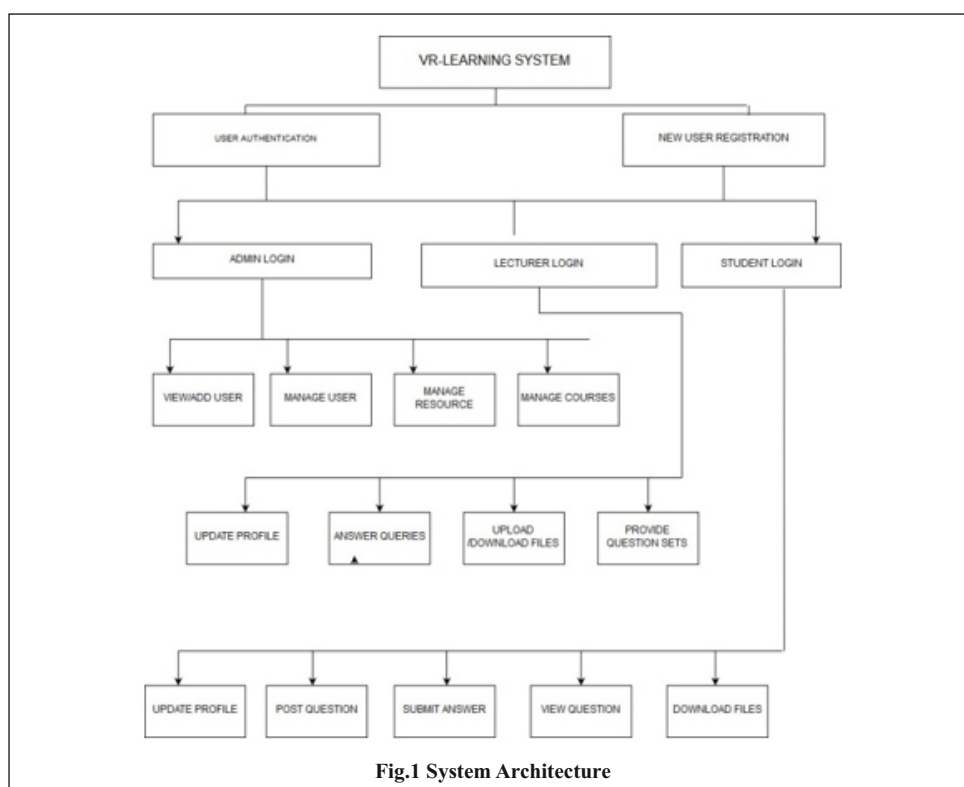 VR-LEARNING SYSTEM
USER AUTHENTICATION
NEW USER REGISTRATION
ADMIN LOGIN
LECTURER LOGIN
STUDENT LOGIN
VIEW/ADD USER
MANAGE USER
MANAGE
RESOURCE
MANAGE COURSES
UPDATE PROFILE
ANSWER QUERIES
UPLOAD
/DOWNLOAD FILES
PROVIDE
QUESTION SETS
UPDATE PROFILE
POST QUESTION
SUBMIT ANSWER
VIEW QUESTION
DOWNLOAD FILES
Fig.1 System Architecture